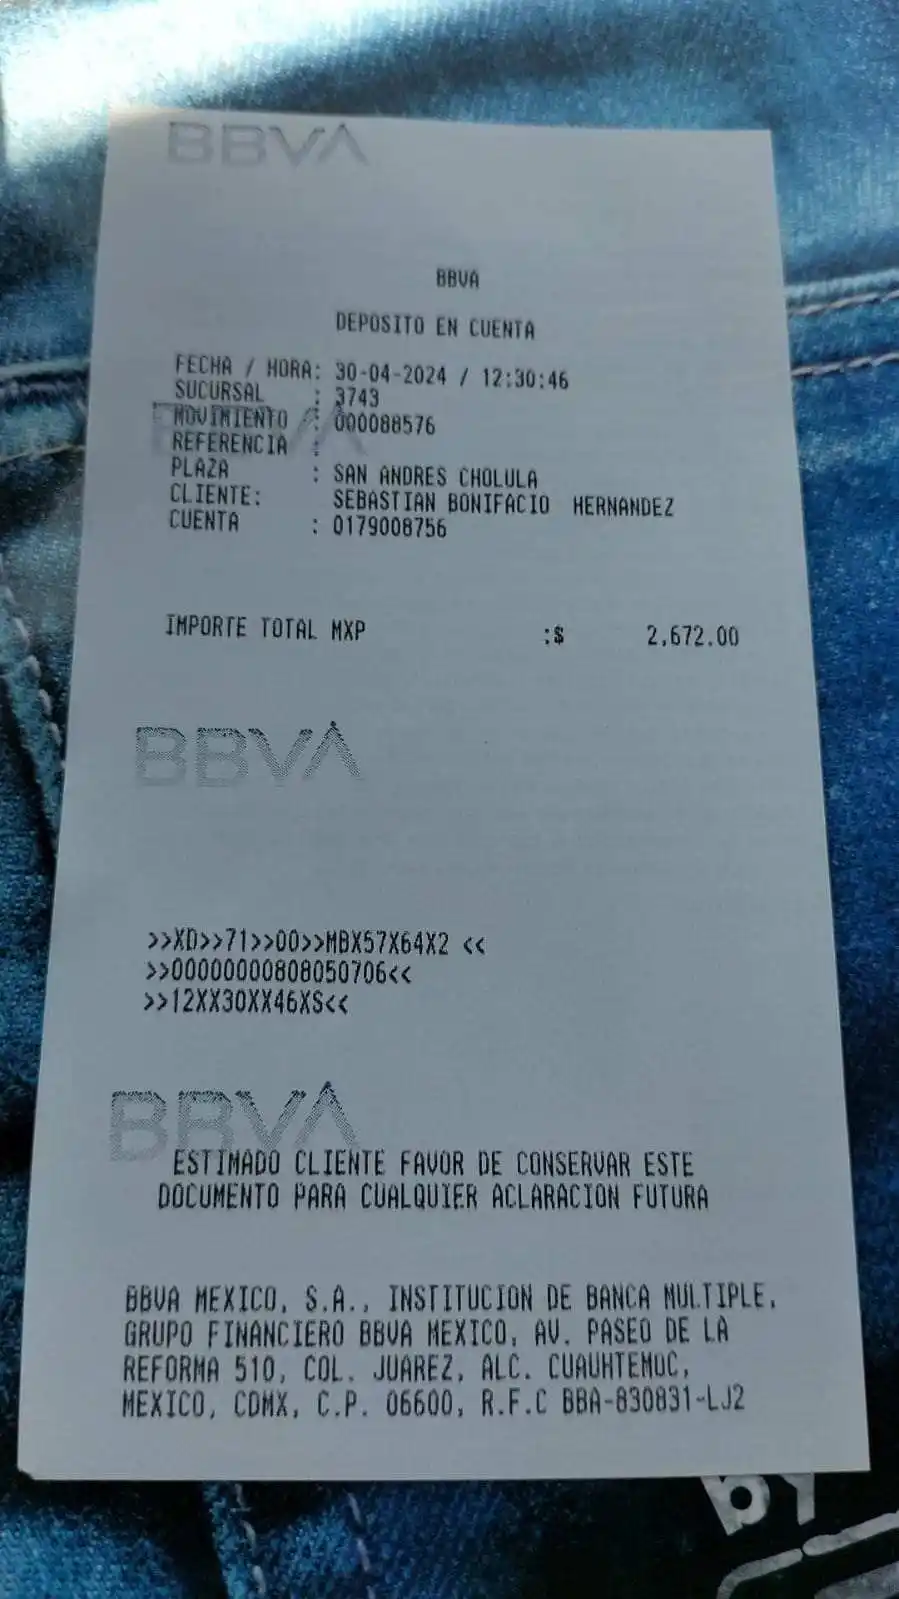 BBVA
BBVA
DEPOSITO EN CUENTA
FECHA / HORA: 30-04-2024 / 12:30:46
SUCURSAL : 3743
MOVIMIENTO : 000088576
REFERENCIA :
PLAZA : SAN ANDRES CHOLULA
CLIENTE: SEBASTIAN BONIFACIO HERNANDEZ
CUENTA : 0179008756
IMPORTE TOTAL MXP :$ 2,672.00
BBVA
>>XD>>71>>00>>MBX57X64X2 <<
>>00000000808050706<<
>>12XX30XX46XS<<
BBVA
ESTIMADO CLIENTE FAVOR DE CONSERVAR ESTE
DOCUMENTO PARA CUALQUIER ACLARACION FUTURA
BBVA MEXICO, S.A., INSTITUCION DE BANCA MULTIPLE,
GRUPO FINANCIERO BBVA MEXICO, AV. PASEO DE LA
REFORMA 510, COL. JUAREZ, ALC. CUAUHTEMOC,
MEXICO, CDMX, C.P. 06600, R.F.C BBA-830831-LJ2
by